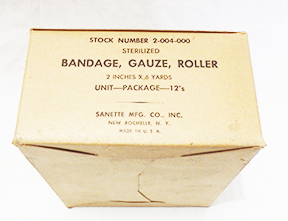 STOCK NUMBER 2-004-000
STERILIZED
BANDAGE, GAUZE, ROLLER
2 INCHES X 6 YARDS
UNIT—PACKAGE—12's
SANETTE MFG. CO., INC.
NEW ROCHELLE, N. Y.
MADE IN U. S. A.